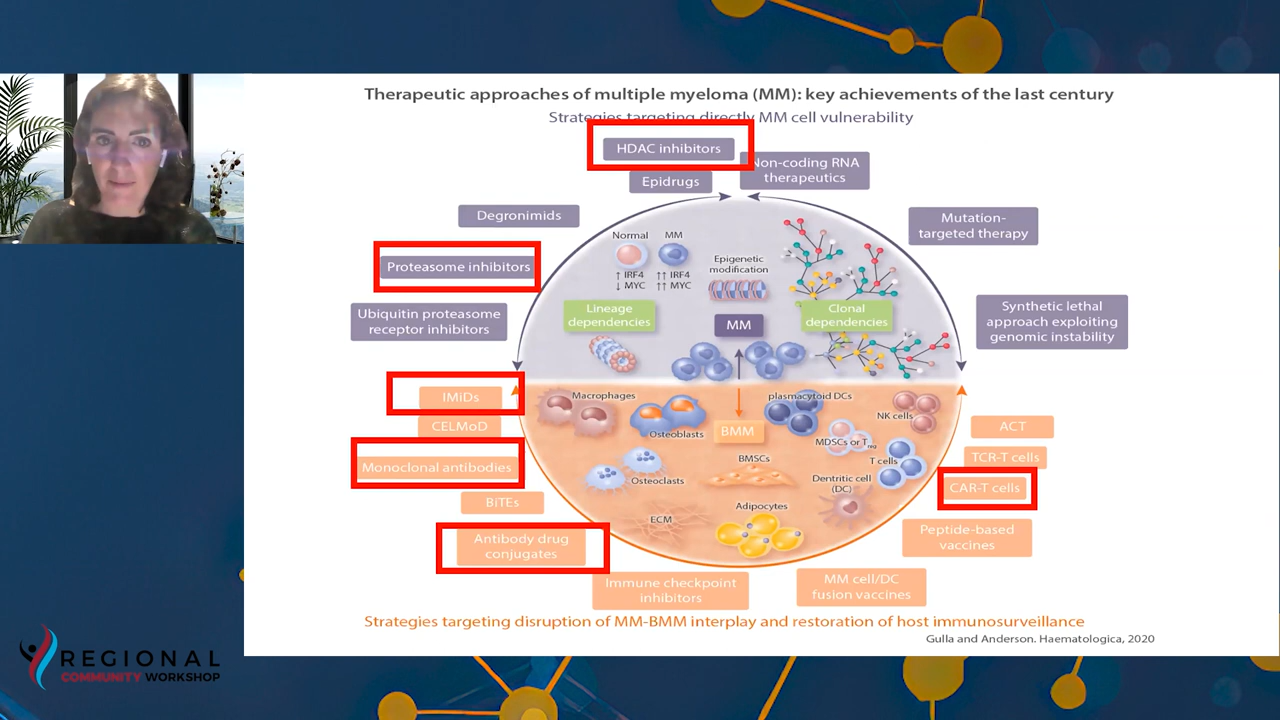 Therapeutic approaches of multiple myeloma (MM): key achievements of the last century
Strategies targeting directly MM cell vulnerability
HDAC inhibitors
Epidrugs
Non-coding RNA
therapeutics
Degronimids
Mutation-
targeted therapy
Proteasome inhibitors
Ubiquitin proteasome
receptor inhibitors
Synthetic lethal
approach exploiting
genomic instability
Normal
MM
↑ IRF4
↓ MYC
↑↑ IRF4
↑↑ MYC
Epigenetic
modification
Lineage
dependencies
MM
Clonal
dependencies
IMiDs
CELMoD
Monoclonal antibodies
BiTEs
Antibody drug
conjugates
Immune checkpoint
inhibitors
Macrophages
Osteoblasts
BMM
plasmacytoid DCs
NK cells
MDSCs or Treg
T cells
Osteoclasts
BMSCs
Dentritic cell
(DC)
ECM
Adipocytes
ACT
TCR-T cells
CAR-T cells
Peptide-based
vaccines
MM cell/DC
fusion vaccines
Strategies targeting disruption of MM-BMM interplay and restoration of host immunosurveillance
Gulla and Anderson. Haematologica, 2020
REGIONAL
COMMUNITY WORKSHOP